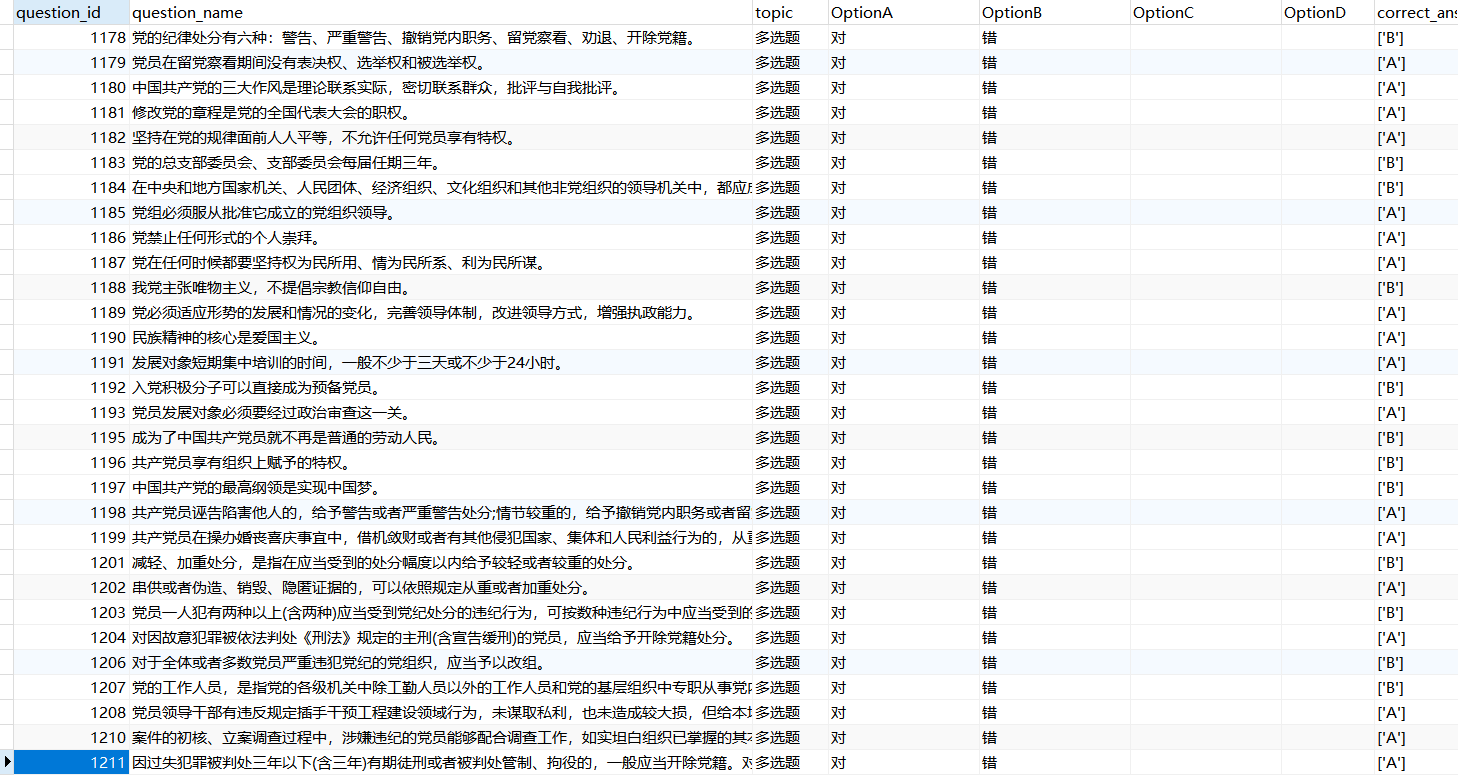 question_id question_name topic OptionA OptionB OptionC OptionD correct_ans
1178 党的纪律处分有六种：警告、严重警告、撤销党内职务、留党察看、劝退、开除党籍。 多选题 对 错 ['B']
1179 党员在留党察看期间没有表决权、选举权和被选举权。 多选题 对 错 ['A']
1180 中国共产党的三大作风是理论联系实际，密切联系群众，批评与自我批评。 多选题 对 错 ['A']
1181 修改党的章程是党的全国代表大会的职权。 多选题 对 错 ['A']
1182 坚持在党的规律面前人人平等，不允许任何党员享有特权。 多选题 对 错 ['A']
1183 党的总支部委员会、支部委员会每届任期三年。 多选题 对 错 ['B']
1184 在中央和地方国家机关、人民团体、经济组织、文化组织和其他非党组织的领导机关中，都应 多选题 对 错 ['B']
1185 党组必须服从批准它成立的党组织领导。 多选题 对 错 ['A']
1186 党禁止任何形式的个人崇拜。 多选题 对 错 ['A']
1187 党在任何时候都要坚持权为民所用、情为民所系、利为民所谋。 多选题 对 错 ['A']
1188 我党主张唯物主义，不提倡宗教信仰自由。 多选题 对 错 ['B']
1189 党必须适应形势的发展和情况的变化，完善领导体制，改进领导方式，增强执政能力。 多选题 对 错 ['A']
1190 民族精神的核心是爱国主义。 多选题 对 错 ['A']
1191 发展对象短期集中培训的时间，一般不少于三天或不少于24小时。 多选题 对 错 ['A']
1192 入党积极分子可以直接成为预备党员。 多选题 对 错 ['B']
1193 党员发展对象必须要经过政治审查这一关。 多选题 对 错 ['A']
1195 成为了中国共产党员就不再是普通的劳动人民。 多选题 对 错 ['B']
1196 共产党员享有组织上赋予的特权。 多选题 对 错 ['B']
1197 中国共产党的最高纲领是实现中国梦。 多选题 对 错 ['B']
1198 共产党员诬告陷害他人的，给予警告或者严重警告处分;情节较重的，给予撤销党内职务或者留 多选题 对 错 ['A']
1199 共产党员在操办婚丧喜庆事宜中，借机敛财或者有其他侵犯国家、集体和人民利益行为的，从重 多选题 对 错 ['A']
1201 减轻、加重处分，是指在应当受到的处分幅度以内给予较轻或者较重的处分。 多选题 对 错 ['B']
1202 串供或者伪造、销毁、隐匿证据的，可以依照规定从重或者加重处分。 多选题 对 错 ['A']
1203 党员一人犯有两种以上(含两种)应当受到党纪处分的违纪行为，可按数种违纪行为中应当受到的 多选题 对 错 ['B']
1204 对因故意犯罪被依法判处《刑法》规定的主刑(含宣告缓刑)的党员，应当给予开除党籍处分。 多选题 对 错 ['A']
1206 对于全体或者多数党员严重违犯党纪的党组织，应当予以改组。 多选题 对 错 ['B']
1207 党的工作人员，是指党的各级机关中除工勤人员以外的工作人员和党的基层组织中专职从事党 多选题 对 错 ['B']
1208 党员领导干部有违反规定插手干预工程建设领域行为，未谋取私利，也未造成较大损，但给本 多选题 对 错 ['A']
1210 案件的初核、立案调查过程中，涉嫌违纪的党员能够配合调查工作，如实坦白组织已掌握的其 多选题 对 错 ['A']
1211 因过失犯罪被判处三年以下(含三年)有期徒刑或者被判处管制、拘役的，一般应当开除党籍。对 多选题 对 错 ['A']